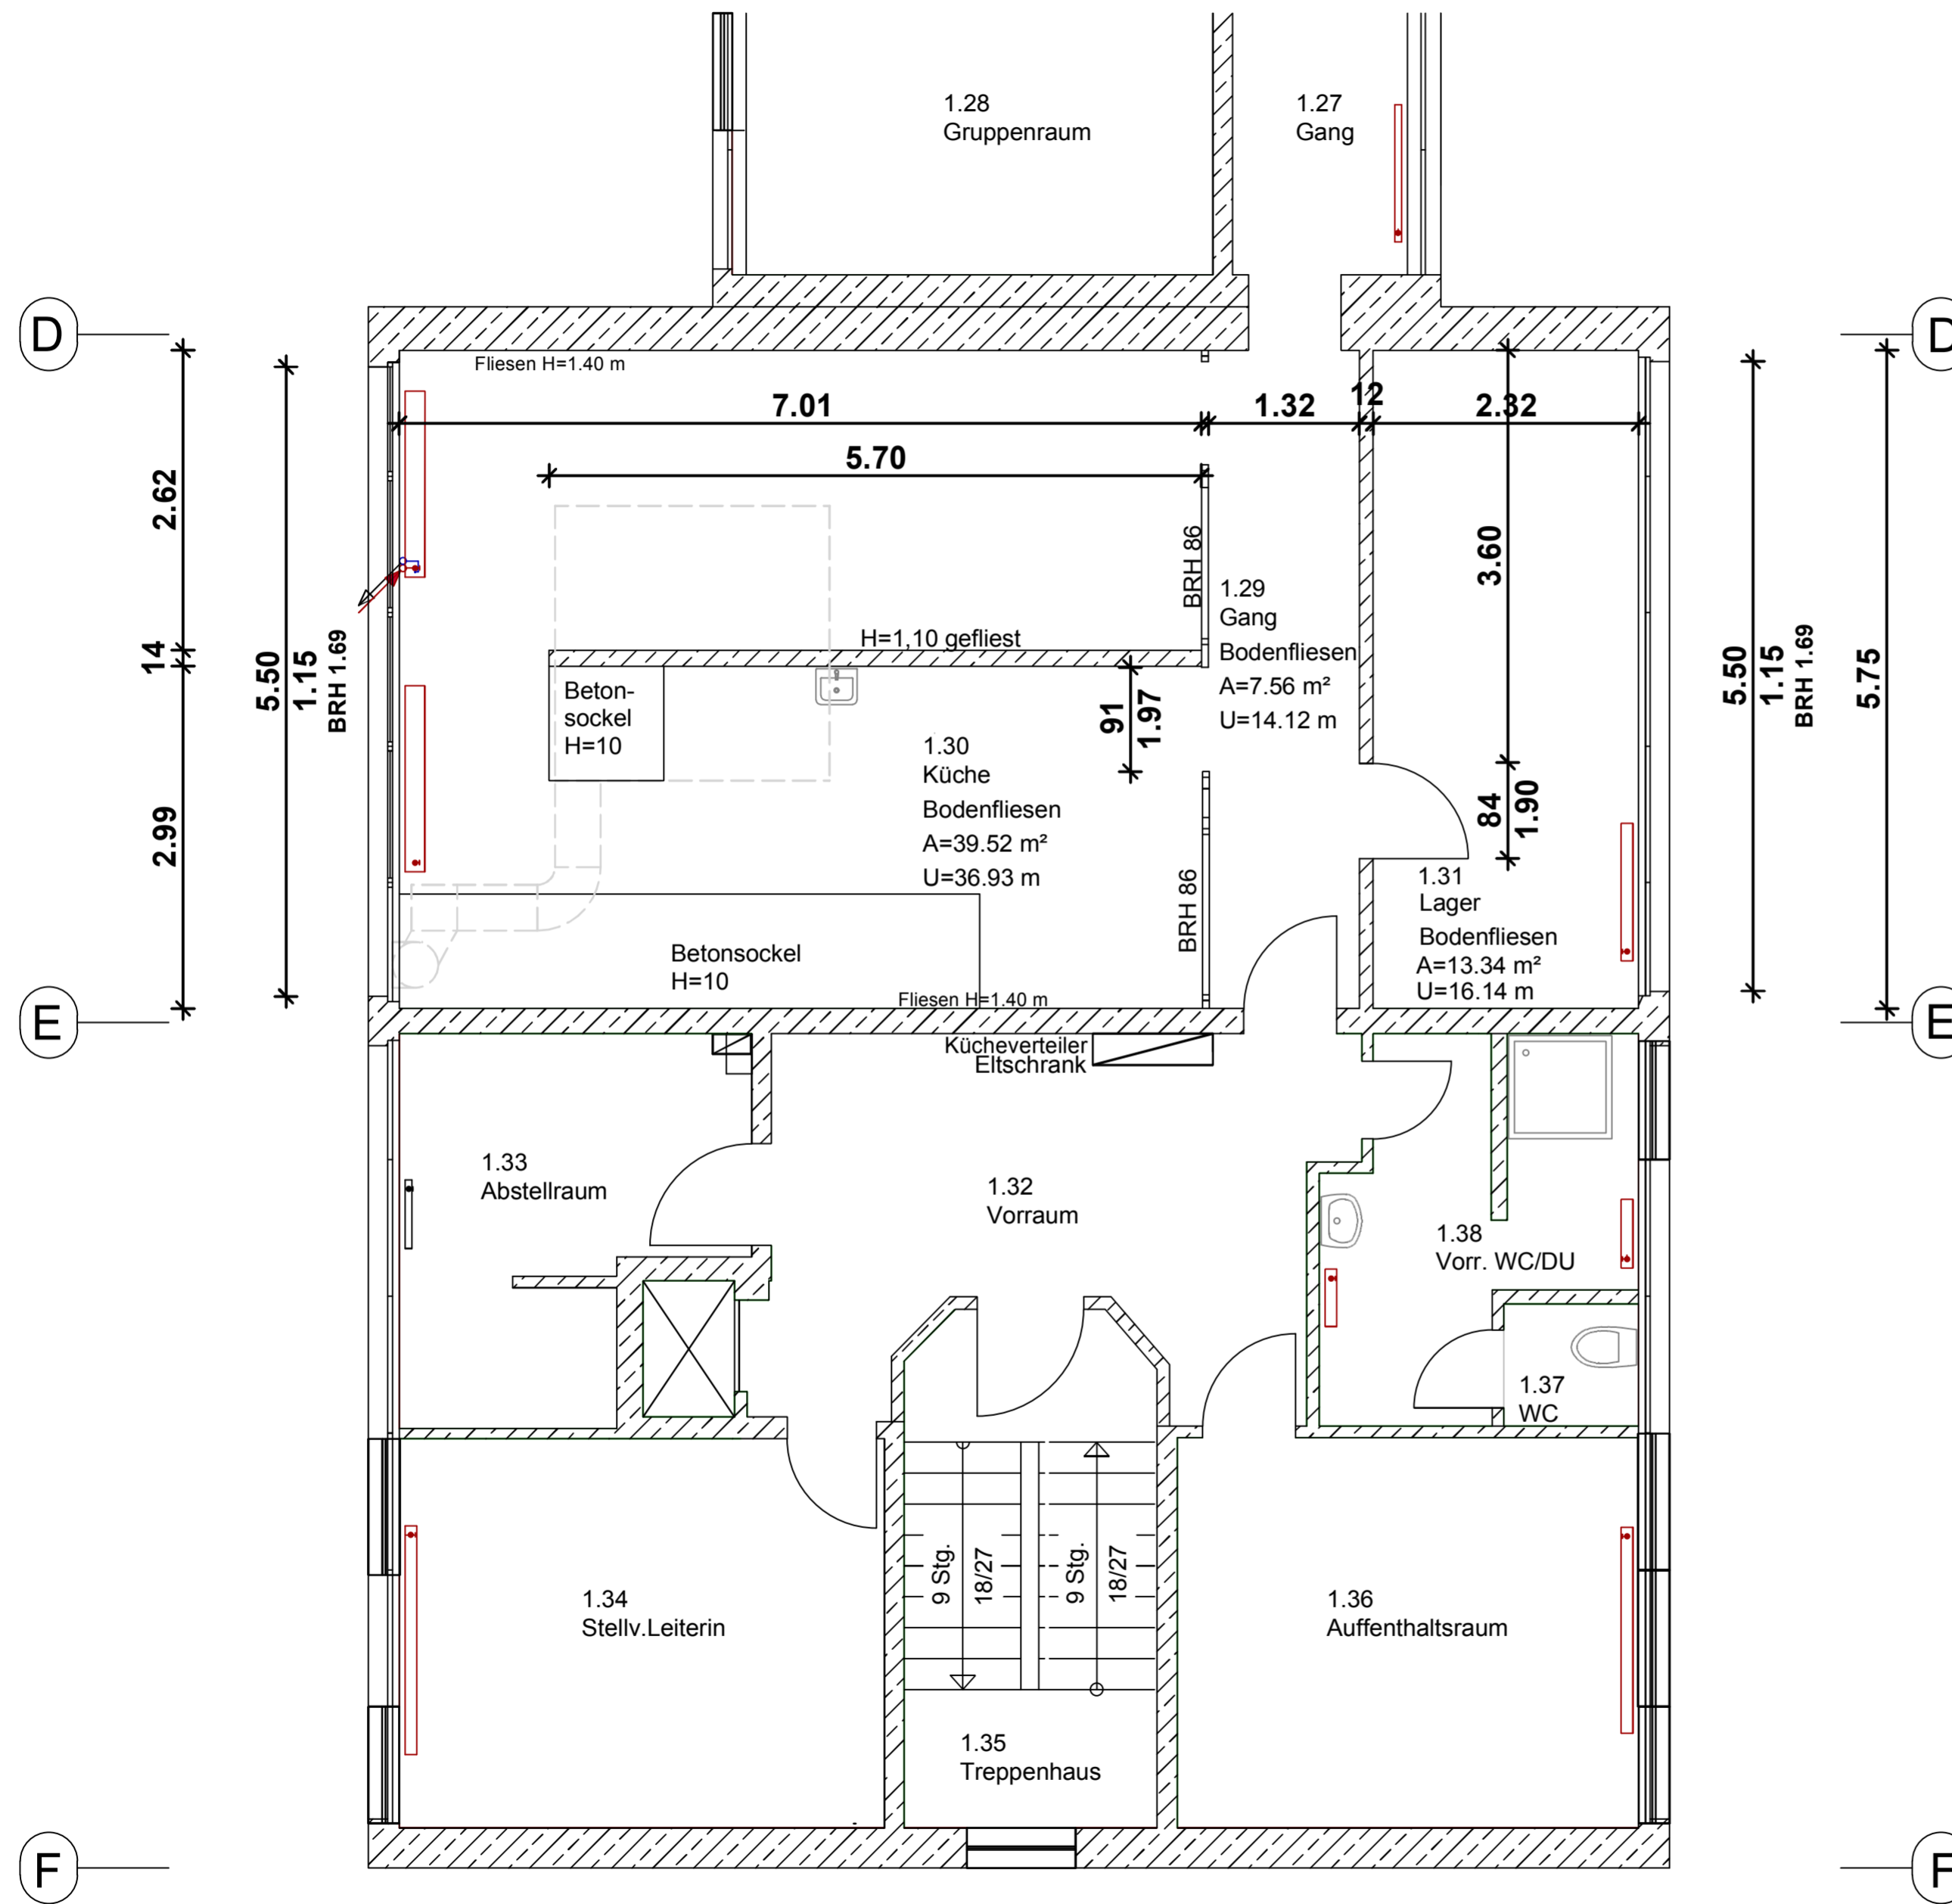 1.28
Gruppenraum
1.27
Gang
D
D
Fliesen H=1.40 m
7.01
1.32
12
2.32
5.70
2.62
14
2.99
5.50
1.15
BRH 1.69
BRH 86
3.60
H=1,10 gefliest
1.29
Gang
Bodenfliesen
A=7.56 m²
U=14.12 m
5.50
1.15
BRH 1.69
5.75
Beton-
sockel
H=10
91
1.97
1.30
Küche
Bodenfliesen
A=39.52 m²
U=36.93 m
84
1.90
1.31
Lager
Bodenfliesen
A=13.34 m²
U=16.14 m
BRH 86
Betonsockel
H=10
Fliesen H=1.40 m
E
E
Kücheverteiler
Eltschrank
1.33
Abstellraum
1.32
Vorraum
1.38
Vorr. WC/DU
1.37
WC
9 Stg.
18/27
9 Stg.
18/27
1.34
Stellv.Leiterin
1.36
Auffenthaltsraum
1.35
Treppenhaus
F
F